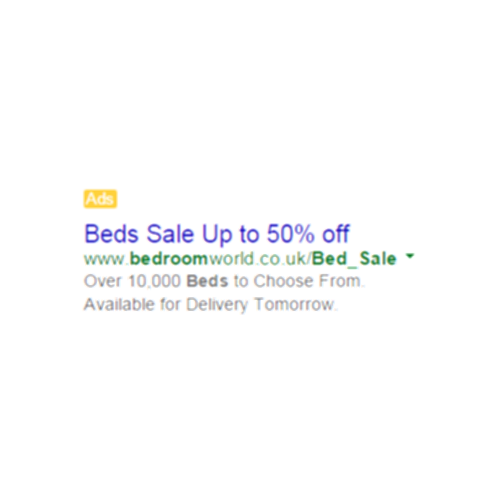 Ads
Beds Sale Up to 50% off
www.bedroomworld.co.uk/Bed_Sale
Over 10,000 Beds to Choose From.
Available for Delivery Tomorrow.